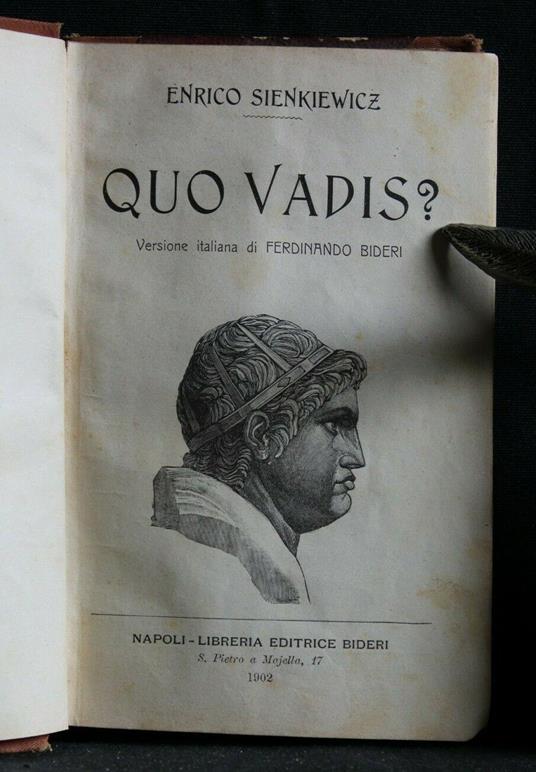 ENRICO SIENKIEWICZ
QUO VADIS?
Versione italiana di FERDINANDO BIDERI
NAPOLI - LIBRERIA EDITRICE BIDERI
S. Pietro a Majella, 17
1902